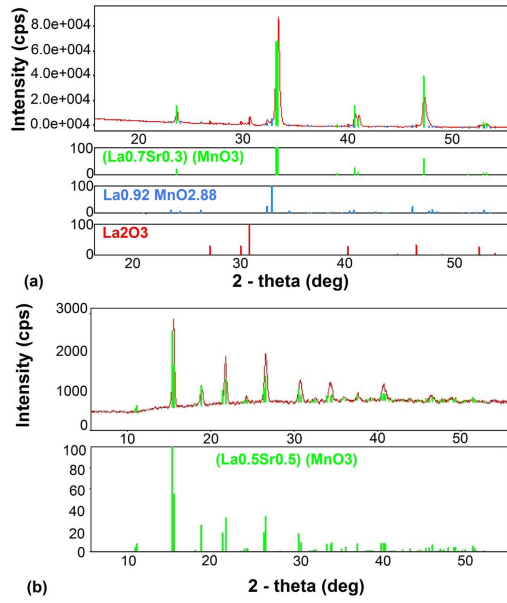 (a)
Intensity (cps)
8.0e+004
6.0e+004
4.0e+004
2.0e+004
0.0e+004
20 30 40 50
100
0
(La0.7Sr0.3) (MnO3)
100
0
La0.92 MnO2.88
100
0
La2O3
20 30 40 50
2 - theta (deg)
Intensity (cps)
3000
2000
1000
0
10 20 30 40 50
100
80
60
40
20
0
(La0.5Sr0.5) (MnO3)
10 20 30 40 50
(b)
2 - theta (deg)